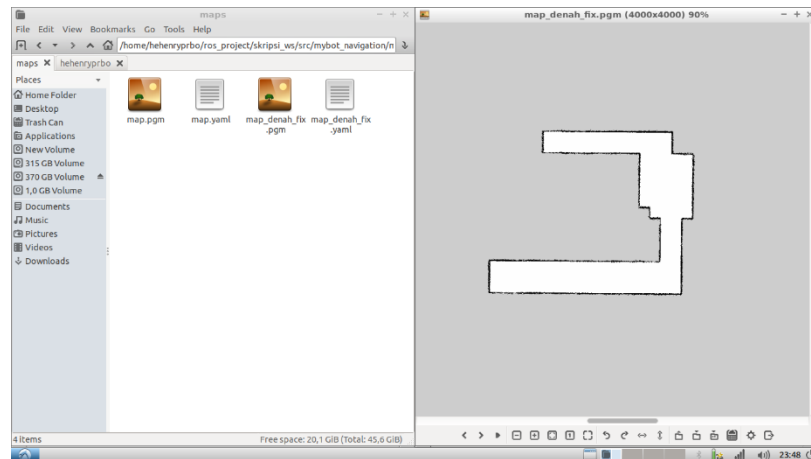 maps
File Edit View Bookmarks Go Tools Help
/home/hehenryprbo/ros_project/skripsi_ws/src/mybot_navigation/n
maps
hehenryprbo
Places
Home Folder
Desktop
Trash Can
Applications
New Volume
315 GB Volume
370 GB Volume
1,0 GB Volume
Documents
Music
Pictures
Videos
Downloads
map.pgm
map.yaml
map_denah_fix
.pgm
map_denah_fix
.yaml
4 items
Free space: 20,1 GiB (Total: 45,6 GiB)
map_denah_fix.pgm (4000x4000) 90%
23:48